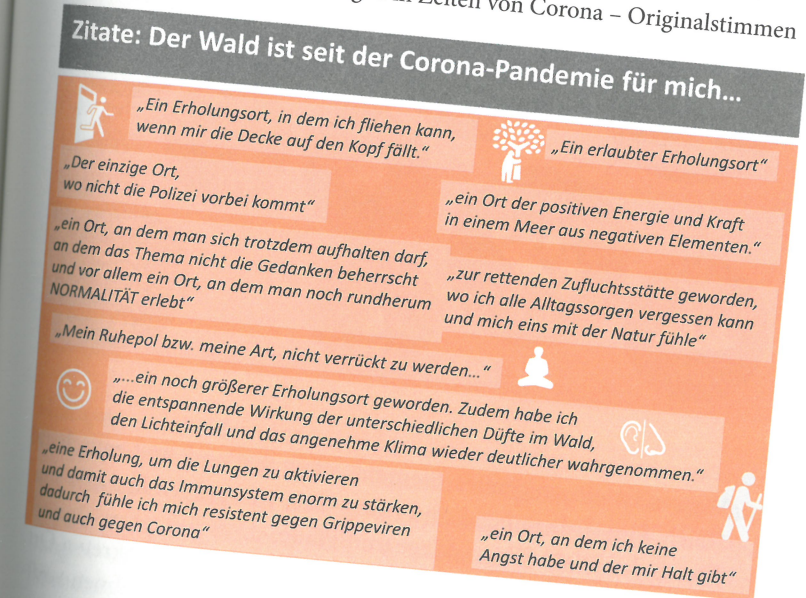 in Zeiten von Corona – Originalstimmen
Zitate: Der Wald ist seit der Corona-Pandemie für mich...
„Ein Erholungsort, in dem ich fliehen kann,
wenn mir die Decke auf den Kopf fällt.“
„Ein erlaubter Erholungsort“
„Der einzige Ort,
wo nicht die Polizei vorbei kommt“
„ein Ort der positiven Energie und Kraft
in einem Meer aus negativen Elementen.“
„ein Ort, an dem man sich trotzdem aufhalten darf,
an dem das Thema nicht die Gedanken beherrscht
und vor allem ein Ort, an dem man noch rundherum
NORMALITÄT erlebt“
„zur rettenden Zufluchtsstätte geworden,
wo ich alle Alltagssorgen vergessen kann
und mich eins mit der Natur fühle“
„Mein Ruhepol bzw. meine Art, nicht verrückt zu werden...“
„...ein noch größerer Erholungsort geworden. Zudem habe ich
die entspannende Wirkung der unterschiedlichen Düfte im Wald,
den Lichteinfall und das angenehme Klima wieder deutlicher wahrgenommen.“
„eine Erholung, um die Lungen zu aktivieren
und damit auch das Immunsystem enorm zu stärken,
dadurch fühle ich mich resistent gegen Grippeviren
und auch gegen Corona“
„ein Ort, an dem ich keine
Angst habe und der mir Halt gibt“